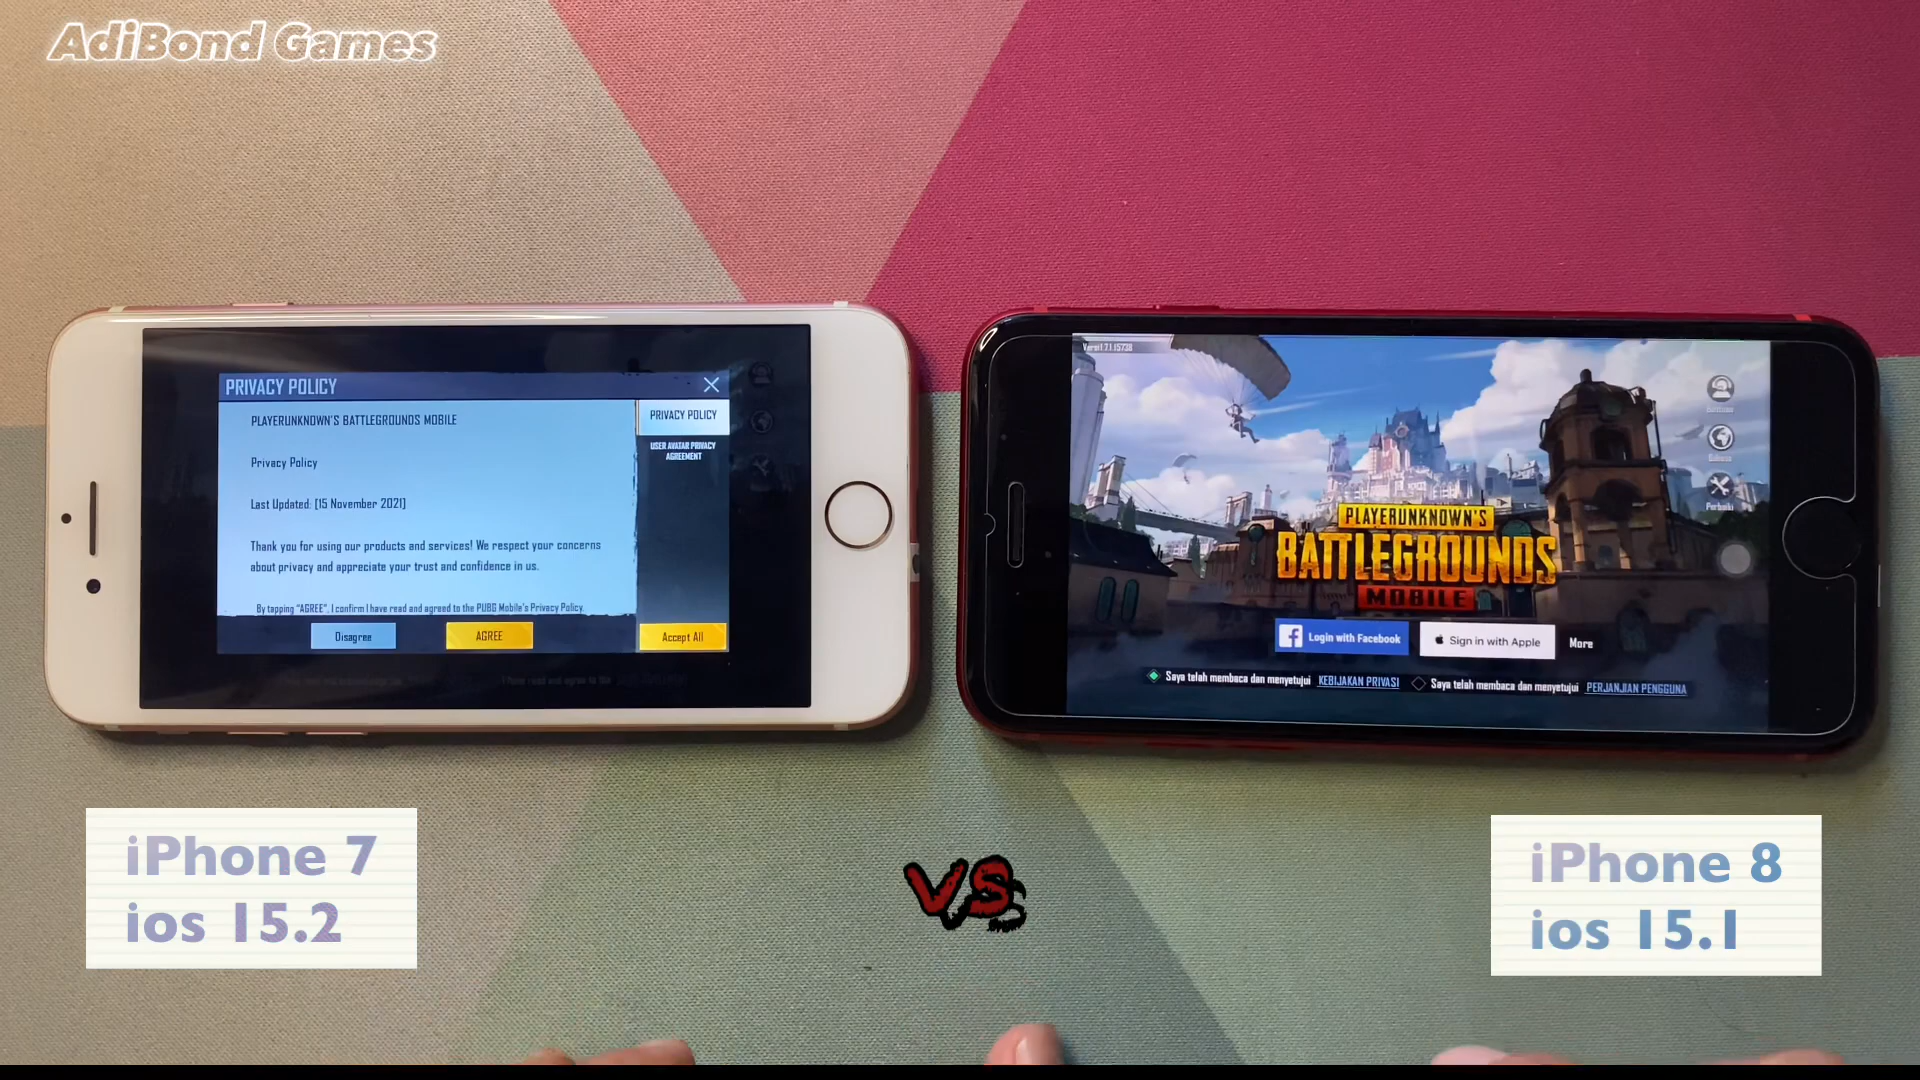 AdiBond Games
PRIVACY POLICY
PLAYERUNKNOWN'S BATTLEGROUNDS MOBILE
PRIVACY POLICY
USER AVATAR PRIVACY
AGREEMENT
Privacy Policy
Last Updated: [15 November 2021]
Thank you for using our products and services! We respect your concerns
about privacy and appreciate your trust and confidence in us.
By tapping "AGREE", I confirm I have read and agreed to the PUBG Mobile's Privacy Policy.
Disagree
AGREE
Accept All
PLAYERUNKNOWN'S
BATTLEGROUNDS
MOBILE
Perbaiki
Login with Facebook
Sign in with Apple
More
Saya telah membaca dan menyetujui KEBIJAKAN PRIVASI
Saya telah membaca dan menyetujui PERJANJIAN PENGGUNA
iPhone 7
ios 15.2
VS
iPhone 8
ios 15.1